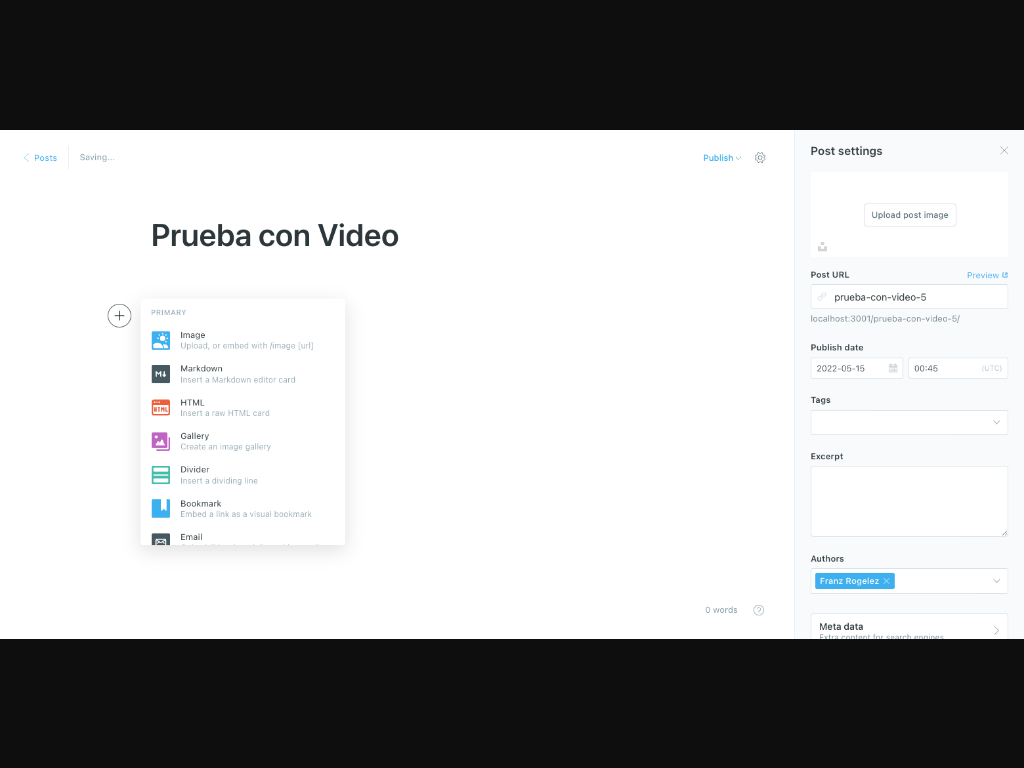 Posts
Saving...
Publish
Prueba con Video
PRIMARY
Image
Upload, or embed with /image [url]
Markdown
Insert a Markdown editor card
HTML
Insert a raw HTML card
Gallery
Create an image gallery
Divider
Insert a dividing line
Bookmark
Embed a link as a visual bookmark
Email
0 words
?
Post settings
Upload post image
Post URL
Preview
prueba-con-video-5
localhost:3001/prueba-con-video-5/
Publish date
2022-05-15
00:45
(UTC)
Tags
Excerpt
Authors
Franz Rogelez
Meta data
Extra content for search engines